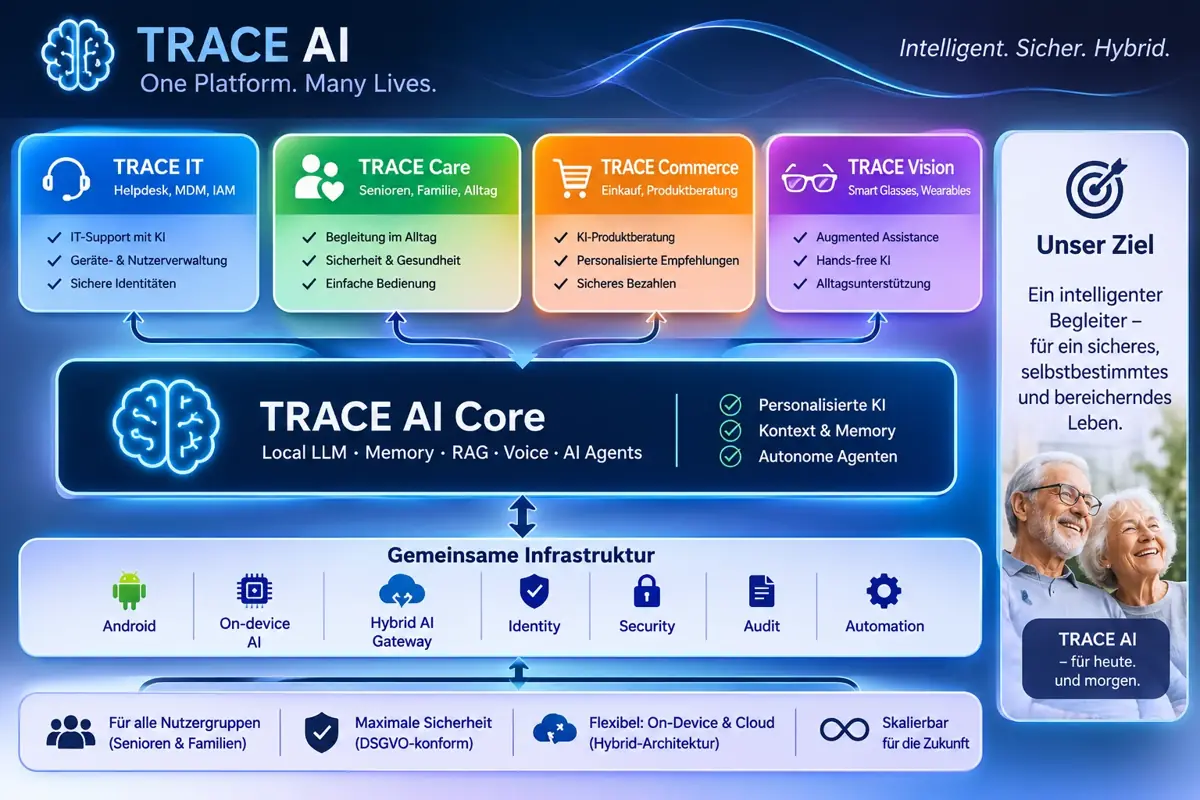 TRACE AI
One Platform. Many Lives.
Intelligent. Sicher. Hybrid.
TRACE IT
Helpdesk, MDM, IAM
IT-Support mit KI
Geräte- & Nutzerverwaltung
Sichere Identitäten
TRACE Care
Senioren, Familie, Alltag
Begleitung im Alltag
Sicherheit & Gesundheit
Einfache Bedienung
TRACE Commerce
Einkauf, Produktberatung
KI-Produktberatung
Personalisierte Empfehlungen
Sicheres Bezahlen
TRACE Vision
Smart Glasses, Wearables
Augmented Assistance
Hands-free KI
Alltagsunterstützung
TRACE AI Core
Local LLM · Memory · RAG · Voice · AI Agents
Personalisierte KI
Kontext & Memory
Autonome Agenten
Gemeinsame Infrastruktur
Android
On-device
AI
Hybrid AI
Gateway
Identity
Security
Audit
Automation
Für alle Nutzergruppen
(Senioren & Familien)
Maximale Sicherheit
(DSGVO-konform)
Flexibel: On-Device & Cloud
(Hybrid-Architektur)
Skalierbar
für die Zukunft
Unser Ziel
Ein intelligenter
Begleiter –
für ein sicheres,
selbstbestimmtes
und bereicherndes
Leben.
TRACE AI
– für heute.
und morgen.